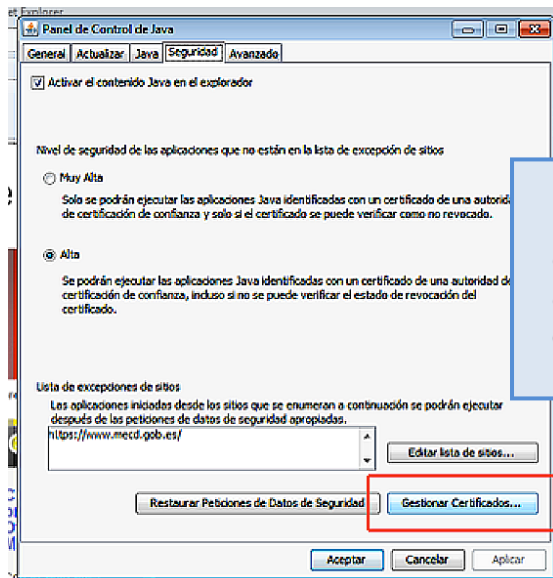 et Explorer
Panel de Control de Java
General Actualizar Java Seguridad Avanzado
Activar el contenido Java en el explorador
Nivel de seguridad de las aplicaciones que no están en la lista de excepción de sitios
Muy Alta
Solo se podrán ejecutar las aplicaciones Java identificadas con un certificado de una autorid
de certificación de confianza y solo si el certificado se puede verificar como no revocado.
Alta
Se podrán ejecutar las aplicaciones Java identificadas con un certificado de una autoridad de
certificación de confianza, incluso si no se puede verificar el estado de revocación del
certificado.
Lista de excepciones de sitios
Las aplicaciones iniciadas desde los sitios que se enumeran a continuación se podrán ejecutar
después de las peticiones de datos de seguridad apropiadas.
https://www.mecd.gob.es/
Editar lista de sitios...
Restaurar Peticiones de Datos de Seguridad Gestionar Certificados...
Aceptar Cancelar Aplicar